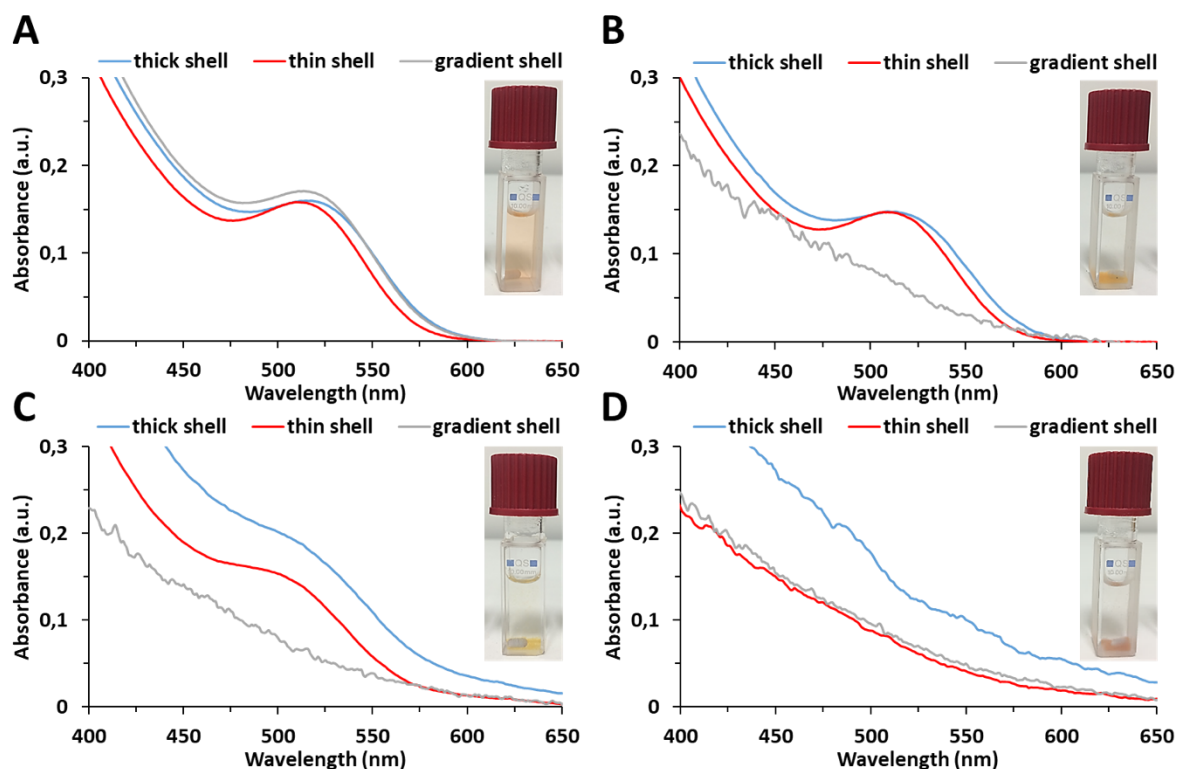 A
thick shell thin shell gradient shell
0,3
0,2
0,1
0
Absorbance (a.u.)
400 450 500 550 600 650
Wavelength (nm)
QS
B
thick shell thin shell gradient shell
0,3
0,2
0,1
0
Absorbance (a.u.)
400 450 500 550 600 650
Wavelength (nm)
QS
C
thick shell thin shell gradient shell
0,3
0,2
0,1
0
Absorbance (a.u.)
400 450 500 550 600 650
Wavelength (nm)
QS
D
thick shell thin shell gradient shell
0,3
0,2
0,1
0
Absorbance (a.u.)
400 450 500 550 600 650
Wavelength (nm)
QS